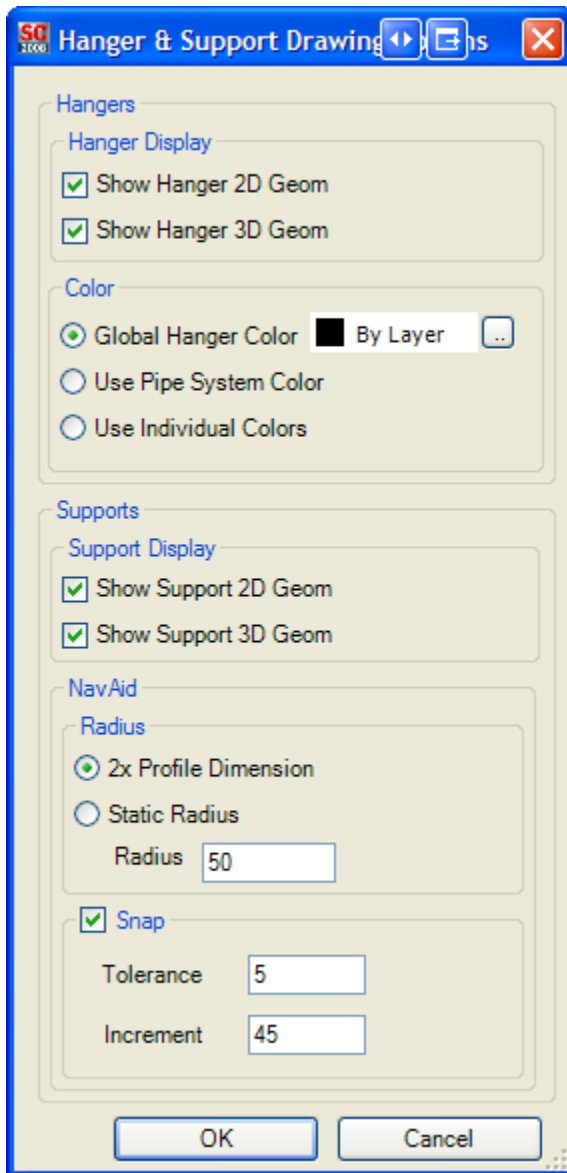 SC 2006 Hanger & Support Drawing ns
Hangers
Hanger Display
Show Hanger 2D Geom
Show Hanger 3D Geom
Color
Global Hanger Color By Layer ..
Use Pipe System Color
Use Individual Colors
Supports
Support Display
Show Support 2D Geom
Show Support 3D Geom
NavAid
Radius
2x Profile Dimension
Static Radius
Radius 50
Snap
Tolerance 5
Increment 45
OK Cancel